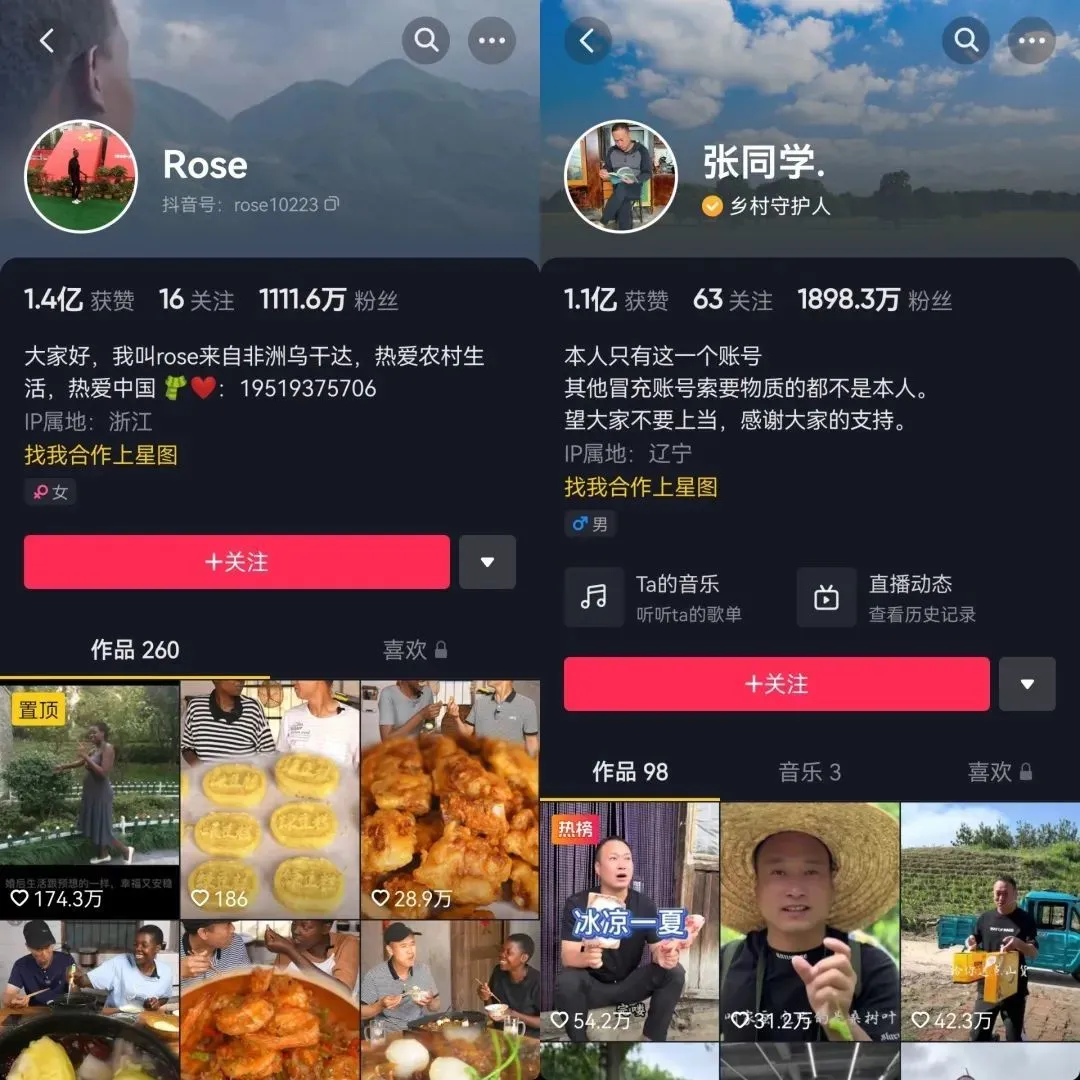 Rose
抖音号：rose10223
1.4亿 获赞 16 关注 1111.6万 粉丝
大家好，我叫rose来自非洲乌干达，热爱农村生
活，热爱中国 🧣❤️：19519375706
IP属地：浙江
找我合作上星图
女
+关注
作品 260 喜欢
置顶
婚后生活跟预想的一样，幸福又安稳
174.3万 186 28.9万
张同学.
乡村守护人
1.1亿 获赞 63 关注 1898.3万 粉丝
本人只有这一个账号
其他冒充账号索要物质的都不是本人。
望大家不要上当，感谢大家的支持。
IP属地：辽宁
找我合作上星图
男
Ta的音乐
听听ta的歌单
直播动态
查看历史记录
+关注
作品 98 音乐 3 喜欢
热榜
冰凉一夏
54.2万 31.2万 42.3万